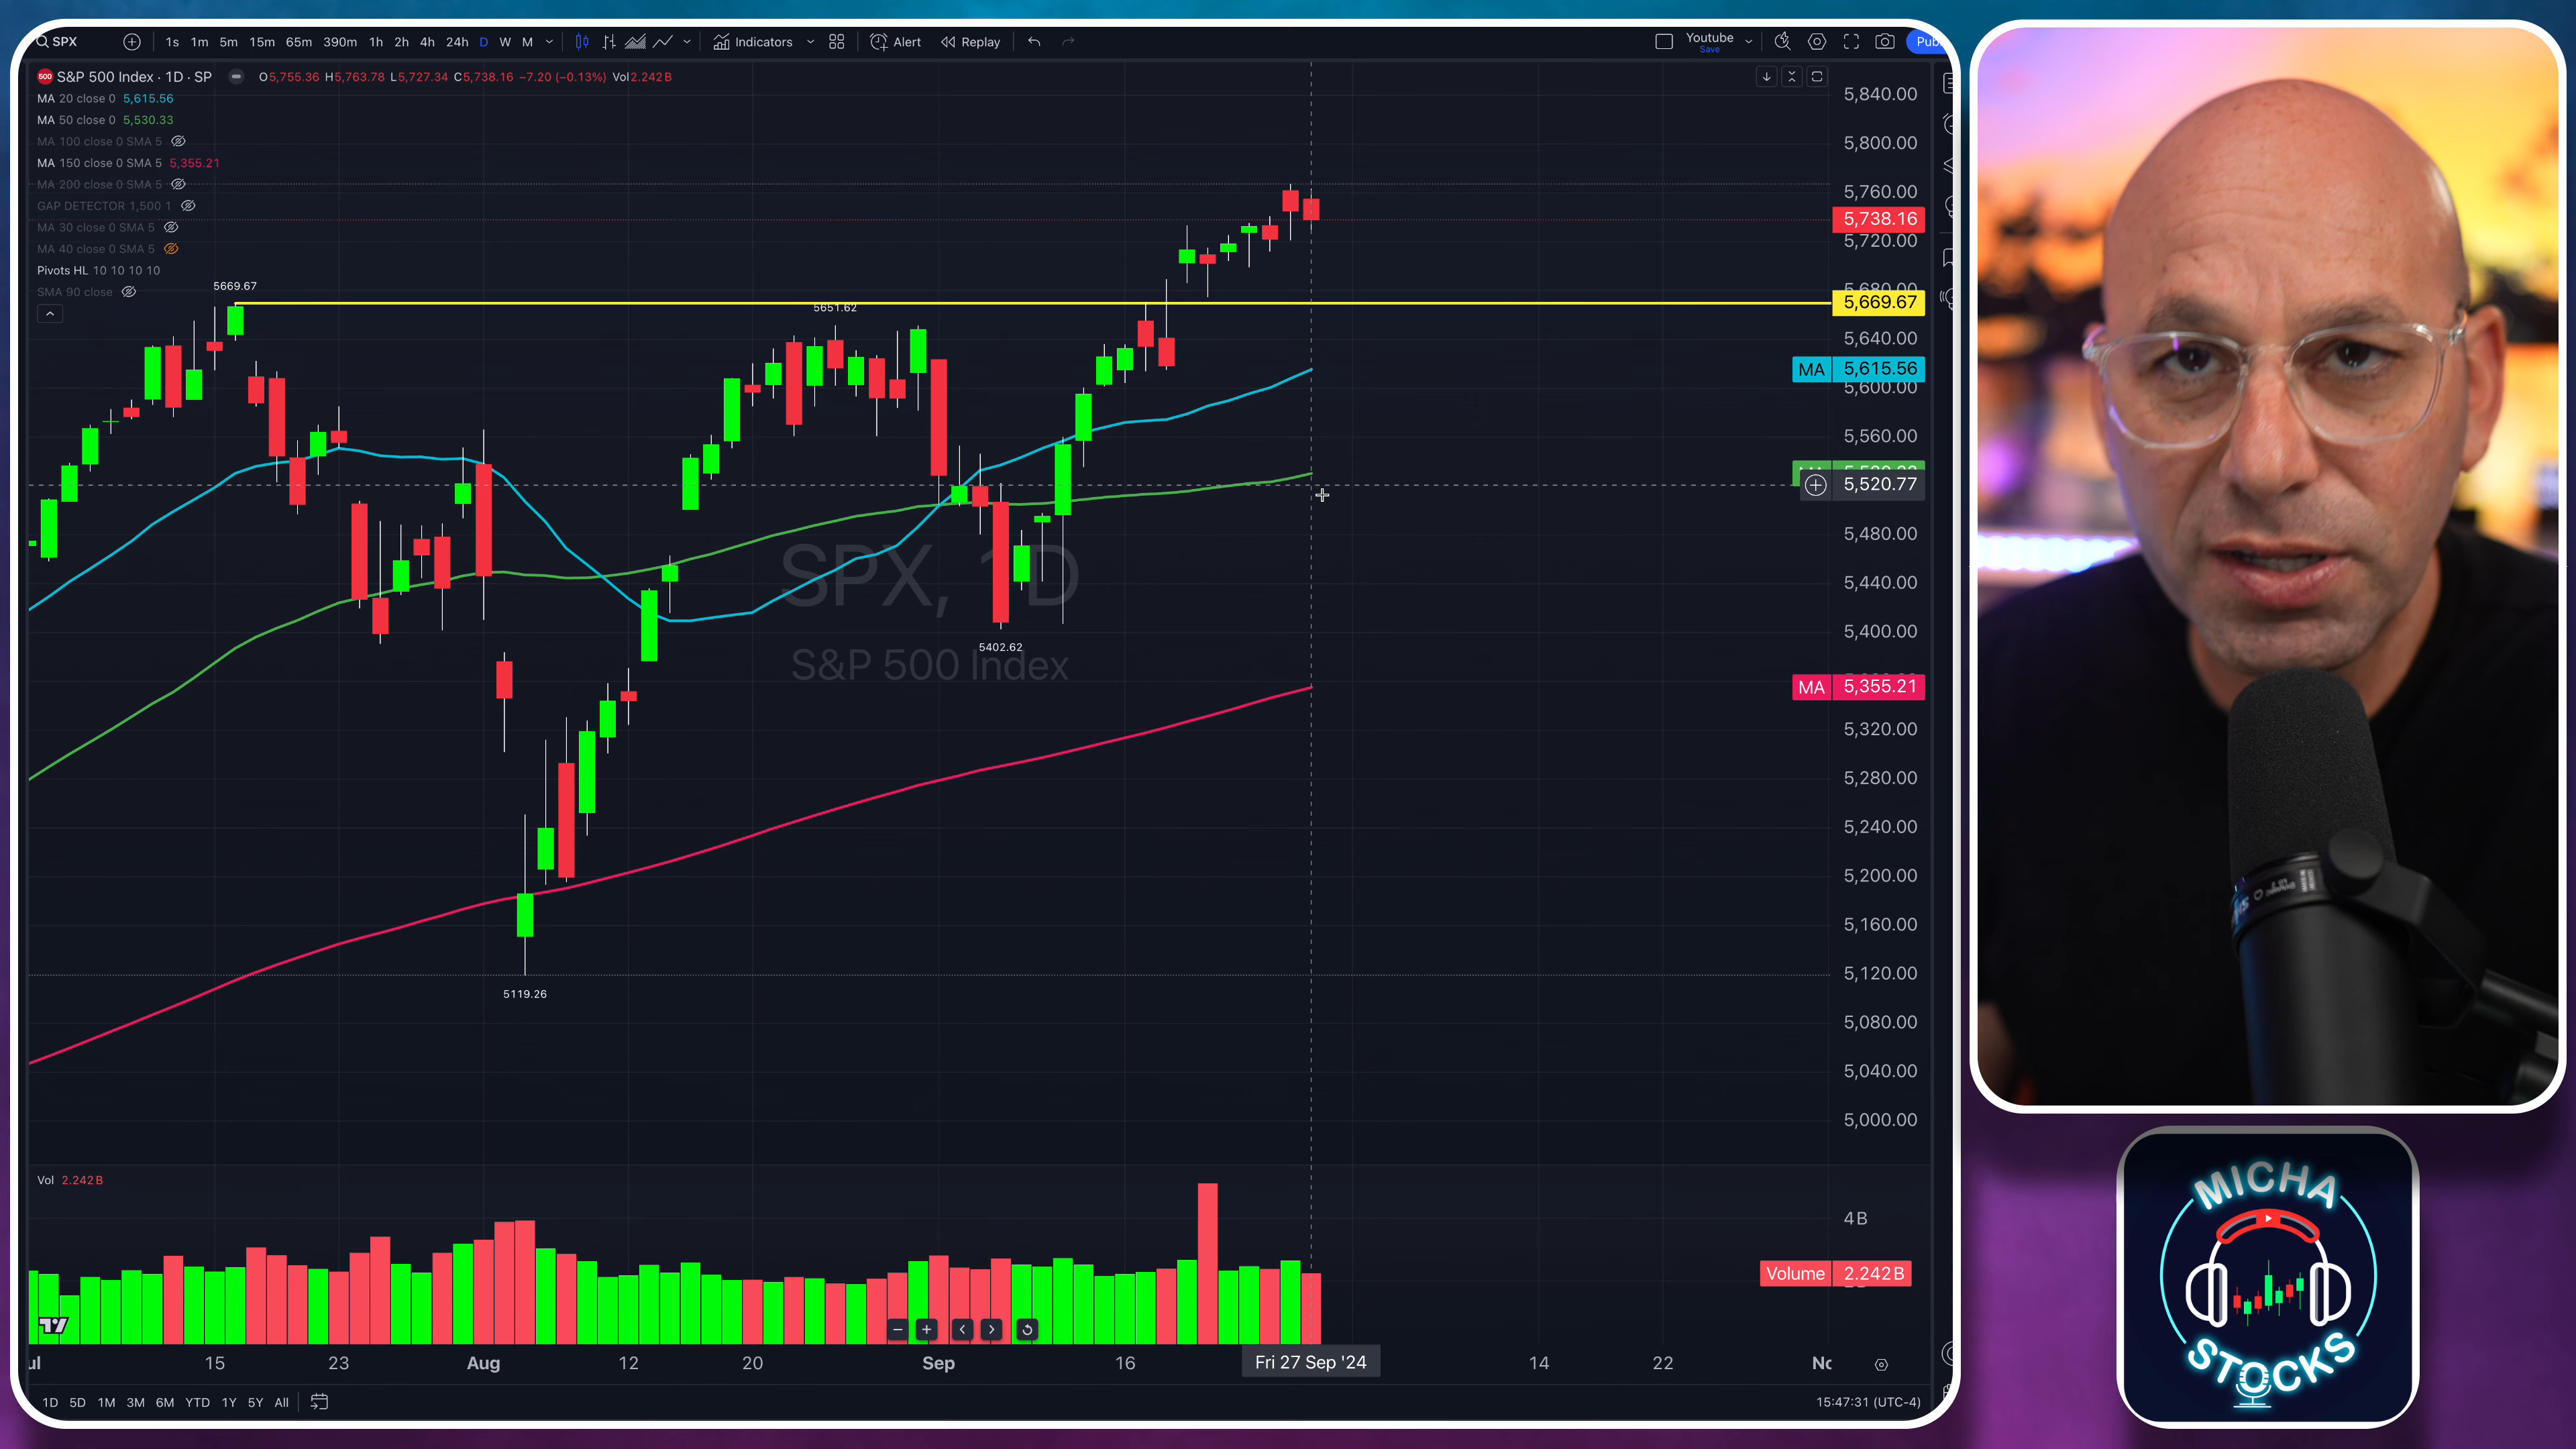 SPX 1s 1m 5m 15m 65m 390m 1h 2h 4h 24h D W M Indicators Alert Replay Youtube
Save
S&P 500 Index · 1D · SP O5,755.36 H5,763.78 L5,727.34 C5,738.16 −7.20 (−0.13%) Vol2.242B
MA 20 close 0 5,615.56
MA 50 close 0 5,530.33
MA 100 close 0 SMA 5
MA 150 close 0 SMA 5 5,355.21
MA 200 close 0 SMA 5
GAP DETECTOR 1,500 1
MA 30 close 0 SMA 5
MA 40 close 0 SMA 5
Pivots HL 10 10 10 10
SMA 90 close
5669.67
5651.62
5402.62
5119.26
SPX, 1D
S&P 500 Index
5,840.00
5,800.00
5,760.00
5,738.16
5,720.00
5,680.00
5,669.67
5,640.00
MA 5,615.56
5,600.00
5,560.00
5,520.77
5,480.00
5,440.00
5,400.00
MA 5,355.21
5,320.00
5,280.00
5,240.00
5,200.00
5,160.00
5,120.00
5,080.00
5,040.00
5,000.00
Vol 2.242B
4B
Volume 2.242B
15 23 Aug 12 20 Sep 16 Fri 27 Sep '24 14 22
1D 5D 1M 3M 6M YTD 1Y 5Y All 15:47:31 (UTC-4)
MICHA
STOCKS